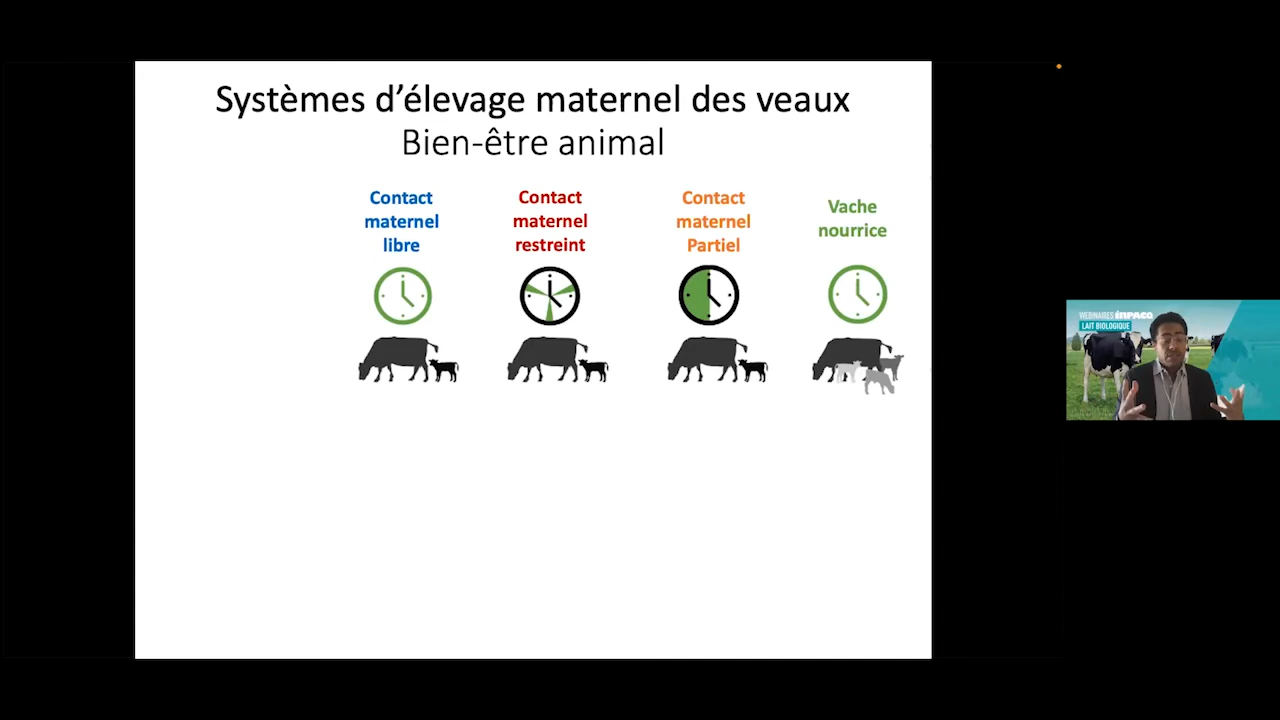 Systèmes d'élevage maternel des veaux
Bien-être animal
Contact
maternel
libre
Contact
maternel
restreint
Contact
maternel
Partiel
Vache
nourrice
WEBINAIRES INPACQ
LAIT BIOLOGIQUE